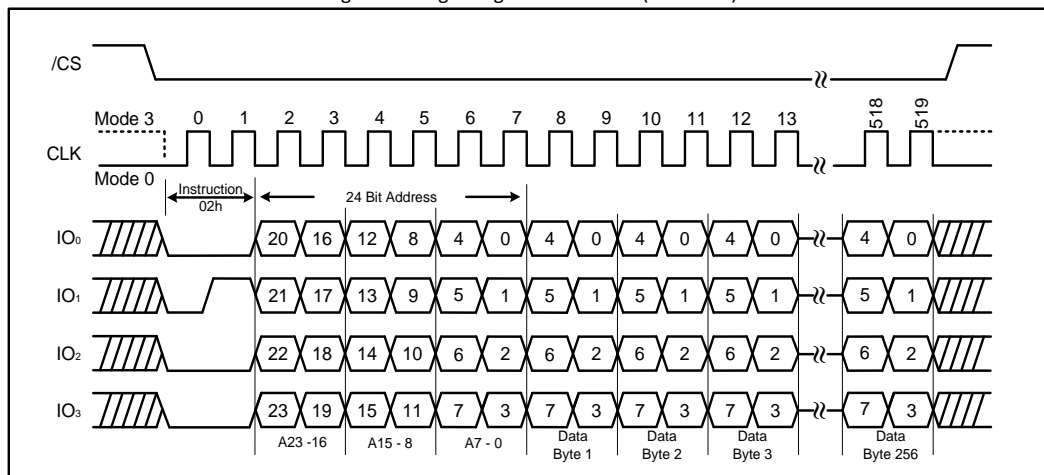 /CS
Mode 3 0 1 2 3 4 5 6 7 8 9 10 11 12 13 518 519
CLK
Mode 0
Instruction
02h
24 Bit Address
IO0 20 16 12 8 4 0 4 0 4 0 4 0 4 0
IO1 21 17 13 9 5 1 5 1 5 1 5 1 5 1
IO2 22 18 14 10 6 2 6 2 6 2 6 2 6 2
IO3 23 19 15 11 7 3 7 3 7 3 7 3 7 3
A23 -16 A15 - 8 A7 - 0 Data Data Data Data
Byte 1 Byte 2 Byte 3 Byte 256